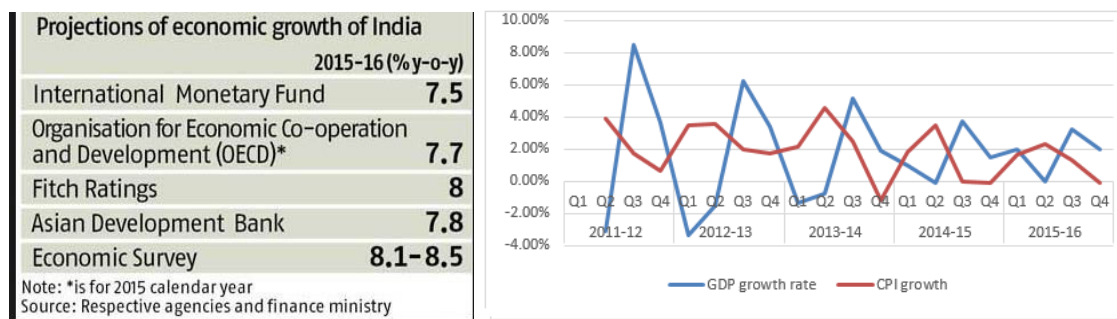 Projections of economic growth of India
2015-16 (% y-o-y)
International Monetary Fund 7.5
Organisation for Economic Co-operation
and Development (OECD)* 7.7
Fitch Ratings 8
Asian Development Bank 7.8
Economic Survey 8.1-8.5
Note: *is for 2015 calendar year
Source: Respective agencies and finance ministry
10.00%
8.00%
6.00%
4.00%
2.00%
0.00%
-2.00%
-4.00%
Q1 Q2 Q3 Q4 Q1 Q2 Q3 Q4 Q1 Q2 Q3 Q4 Q1 Q2 Q3 Q4 Q1 Q2 Q3 Q4
2011-12 2012-13 2013-14 2014-15 2015-16
GDP growth rate CPI growth